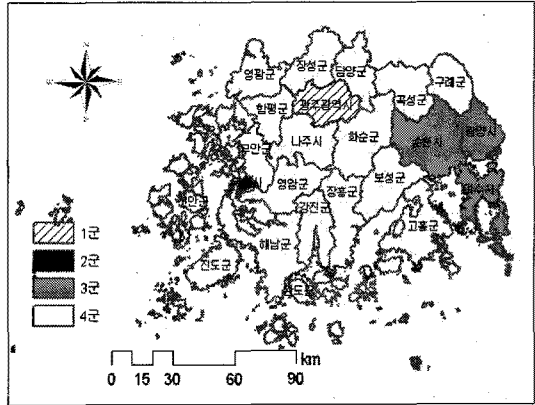 N
영광군 장성군 담양군
함평군 광주광역시 곡성군 구례군
무안군 나주시 화순군 순천시 광양시
영암군 장흥군 보성군 여수시
강진군 고흥군
해남군
진도군
1군
2군
3군
4군
km
0 15 30 60 90